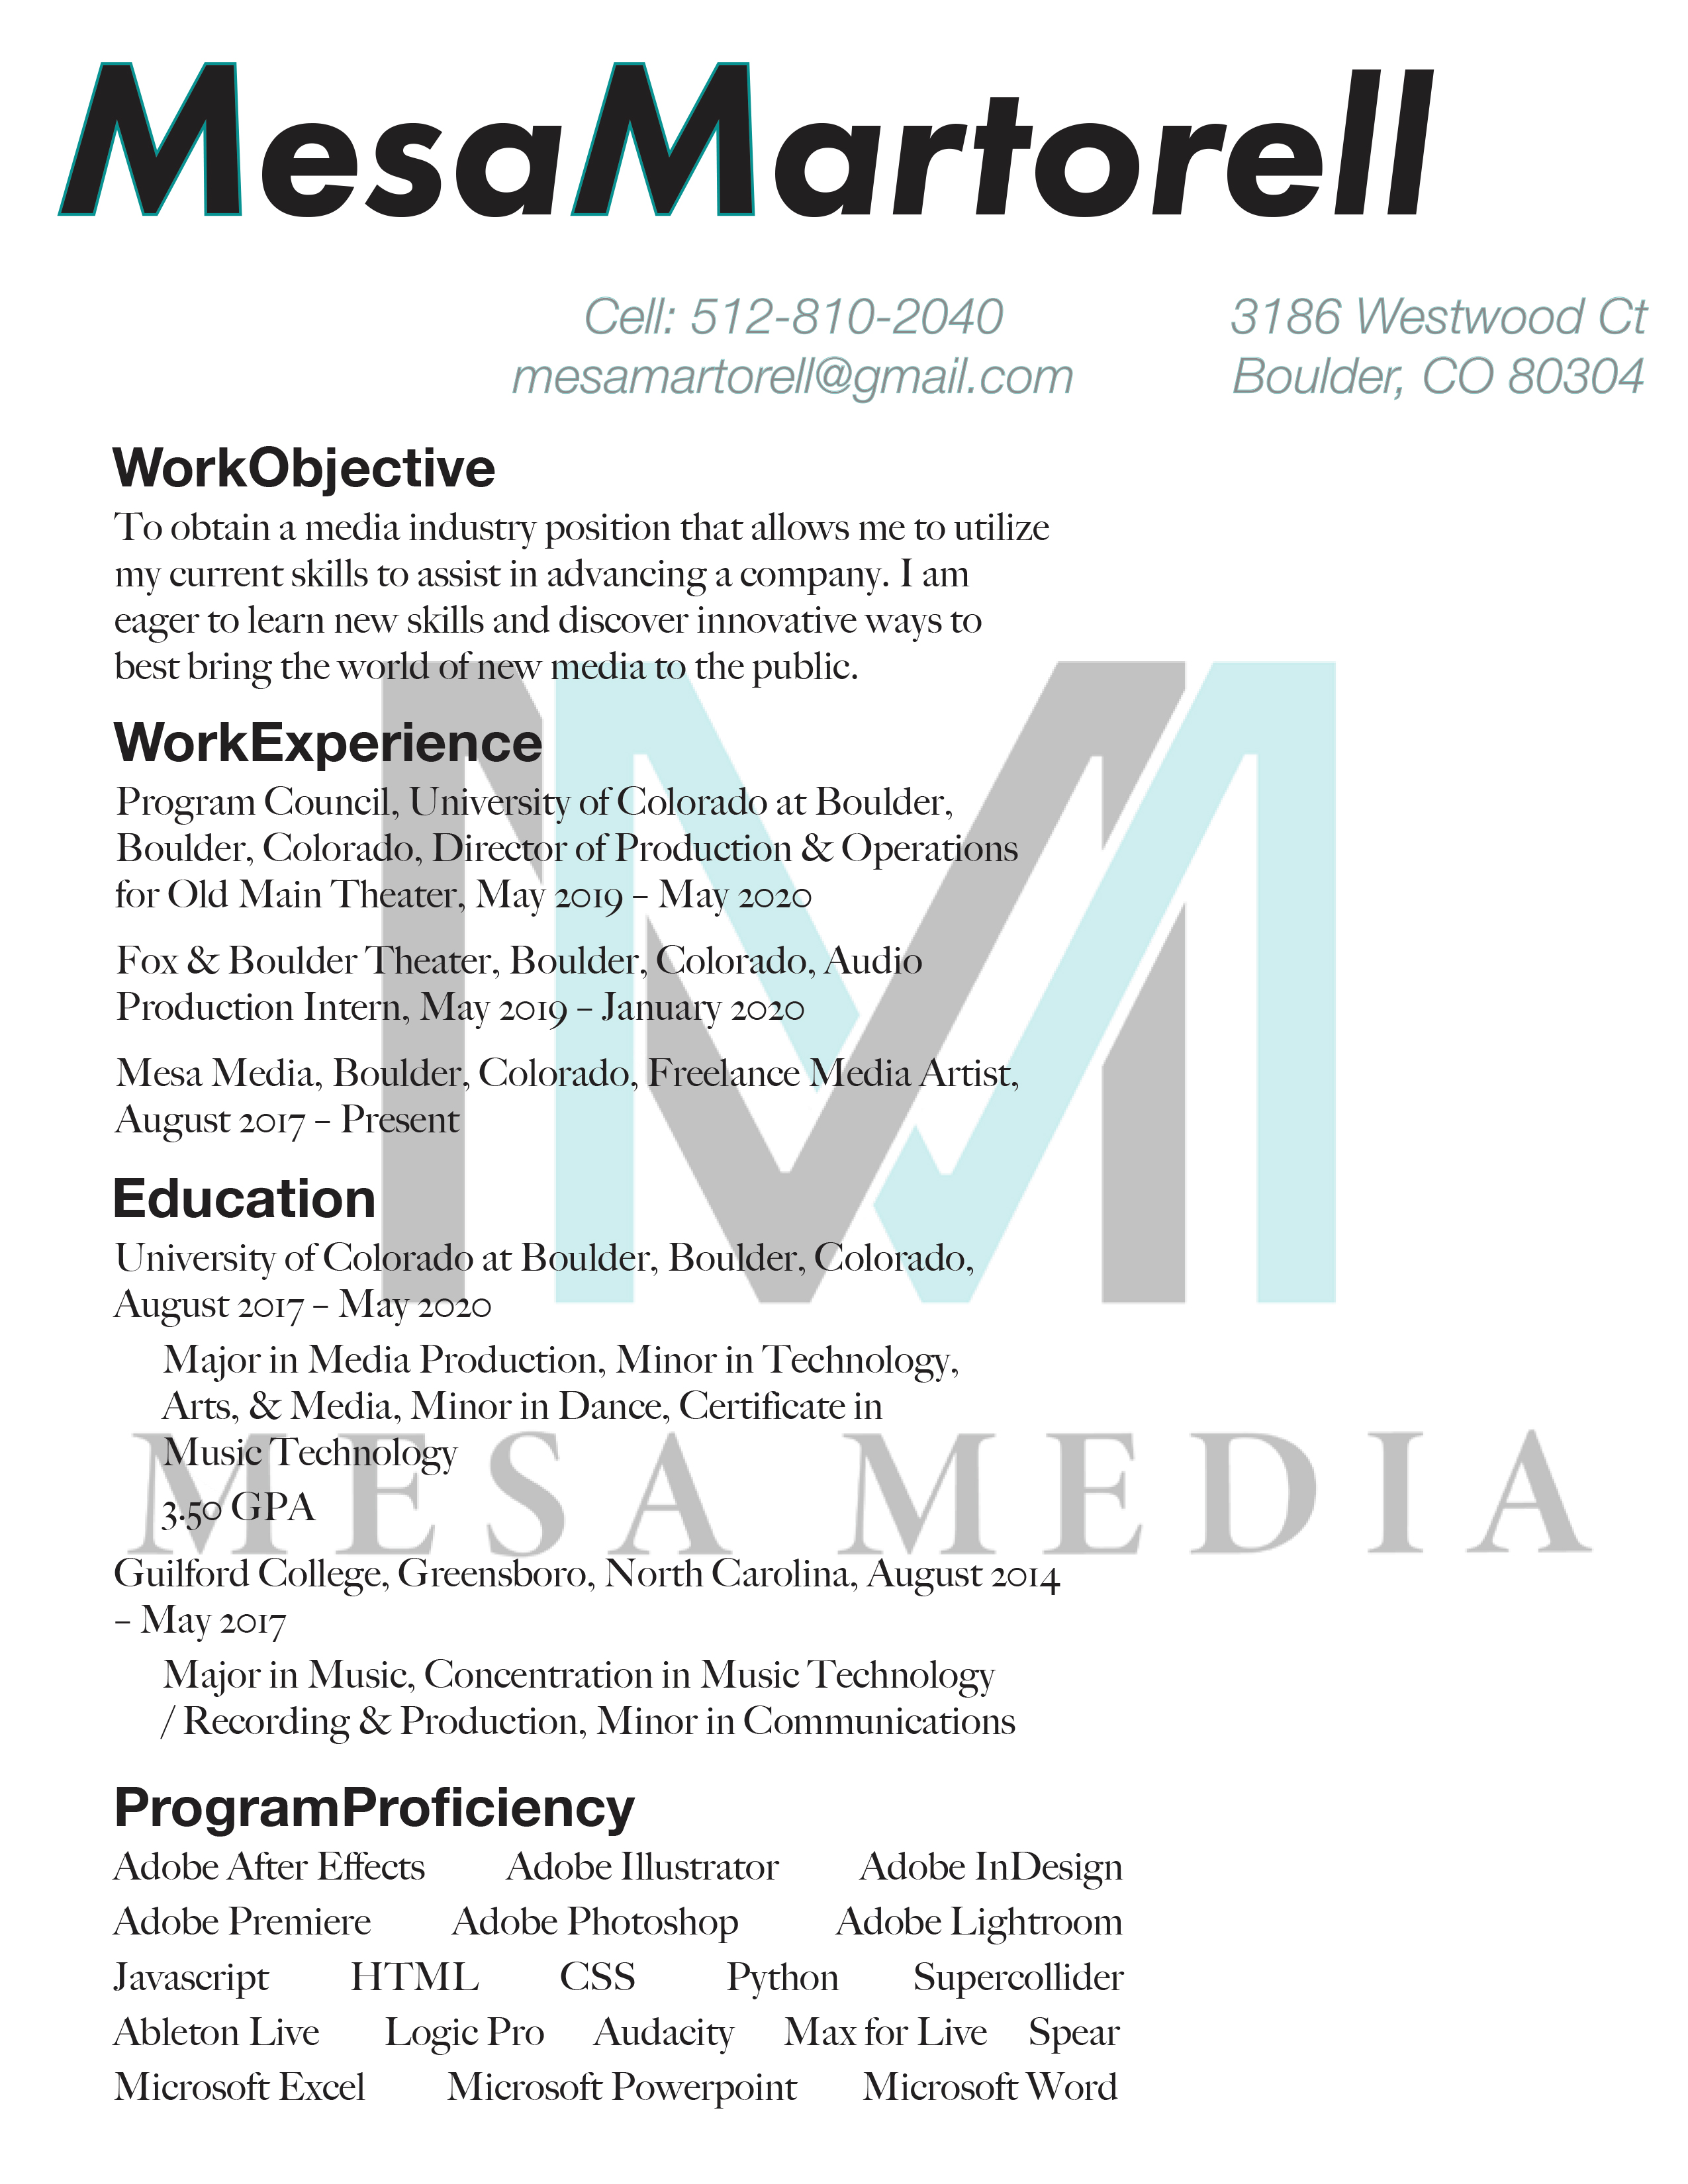 MesaMartorell
Cell: 512-810-2040
mesamartorell@gmail.com
3186 Westwood Ct
Boulder, CO 80304
WorkObjective
To obtain a media industry position that allows me to utilize
my current skills to assist in advancing a company. I am
eager to learn new skills and discover innovative ways to
best bring the world of new media to the public.
WorkExperience
Program Council, University of Colorado at Boulder,
Boulder, Colorado, Director of Production & Operations
for Old Main Theater, May 2019 – May 2020
Fox & Boulder Theater, Boulder, Colorado, Audio
Production Intern, May 2019 – January 2020
Mesa Media, Boulder, Colorado, Freelance Media Artist,
August 2017 – Present
Education
University of Colorado at Boulder, Boulder, Colorado,
August 2017 – May 2020
Major in Media Production, Minor in Technology,
Arts, & Media, Minor in Dance, Certificate in
Music Technology
MESA MEDIA
3.50 GPA
Guilford College, Greensboro, North Carolina, August 2014
– May 2017
Major in Music, Concentration in Music Technology
/ Recording & Production, Minor in Communications
ProgramProficiency
Adobe After Effects Adobe Illustrator Adobe InDesign
Adobe Premiere Adobe Photoshop Adobe Lightroom
Javascript HTML CSS Python Supercollider
Ableton Live Logic Pro Audacity Max for Live Spear
Microsoft Excel Microsoft Powerpoint Microsoft Word